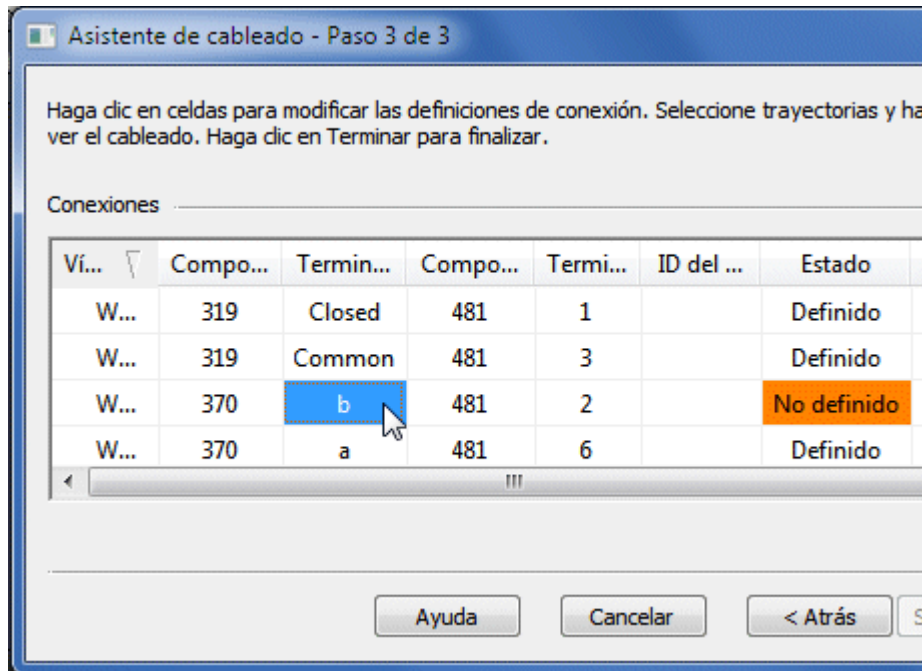 Asistente de cableado - Paso 3 de 3
Haga clic en celdas para modificar las definiciones de conexión. Seleccione trayectorias y ha
ver el cableado. Haga clic en Terminar para finalizar.
Conexiones
Ví... Compo... Termin... Compo... Termi... ID del ... Estado
W... 319 Closed 481 1 Definido
W... 319 Common 481 3 Definido
W... 370 b 481 2 No definido
W... 370 a 481 6 Definido
Ayuda Cancelar < Atrás S